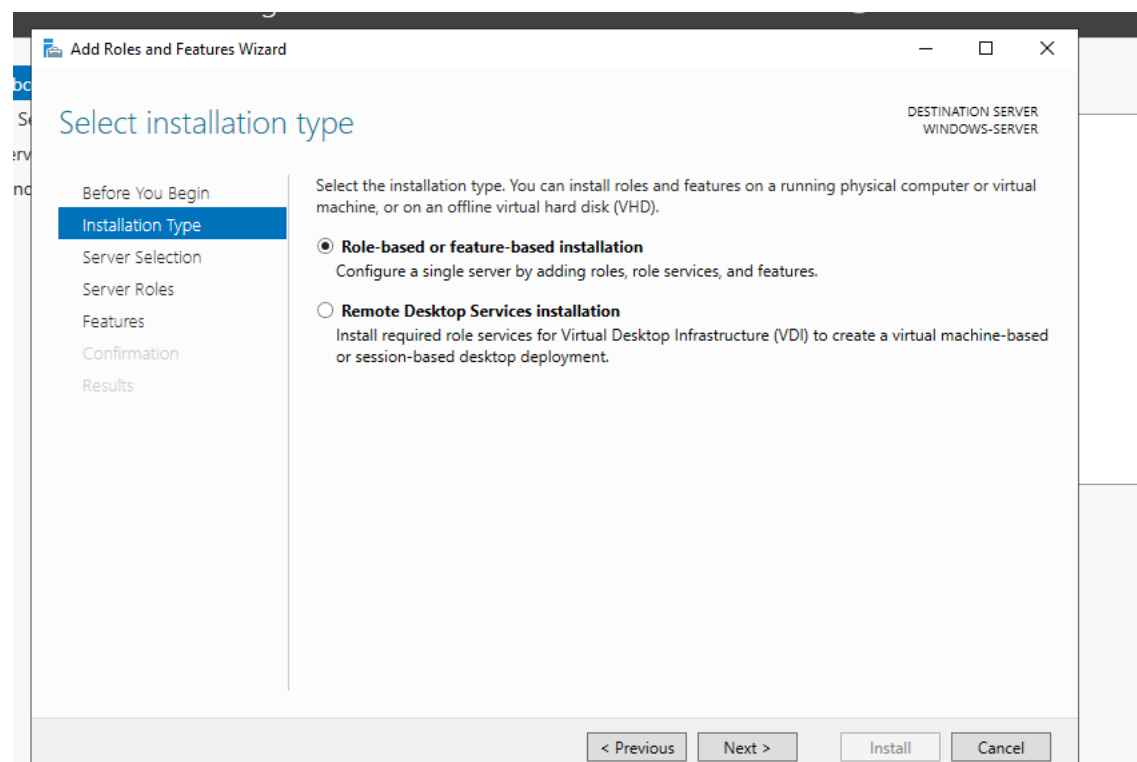 Add Roles and Features Wizard
Select installation type
DESTINATION SERVER
WINDOWS-SERVER
Before You Begin
Installation Type
Server Selection
Server Roles
Features
Confirmation
Results
Select the installation type. You can install roles and features on a running physical computer or virtual
machine, or on an offline virtual hard disk (VHD).
Role-based or feature-based installation
Configure a single server by adding roles, role services, and features.
Remote Desktop Services installation
Install required role services for Virtual Desktop Infrastructure (VDI) to create a virtual machine-based
or session-based desktop deployment.
< Previous
Next >
Install
Cancel